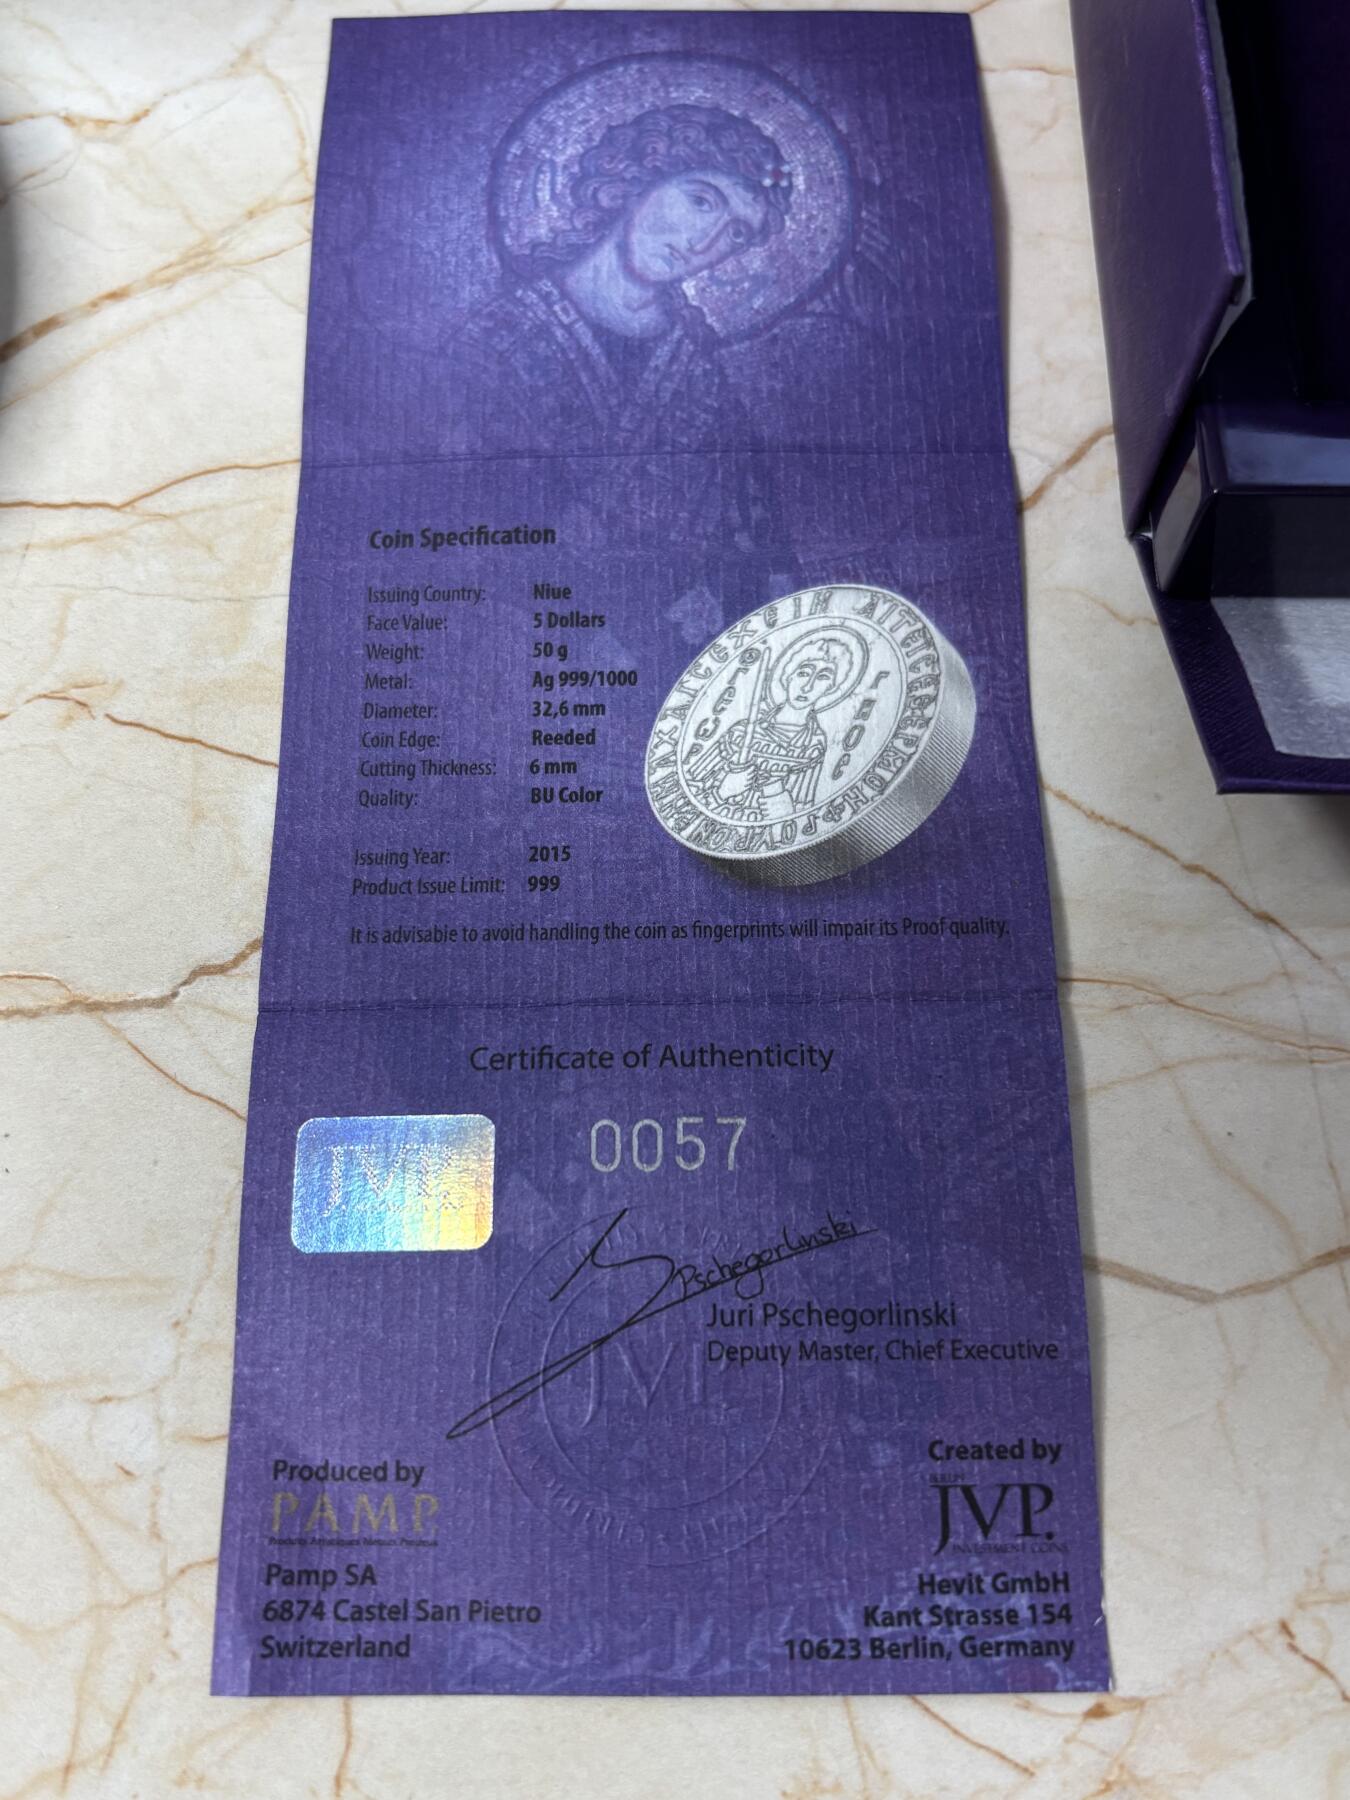 Coin Specification
Issuing Country: Niue
Face Value: 5 Dollars
Weight: 50 g
Metal: Ag 999/1000
Diameter: 32,6 mm
Coin Edge: Reeded
Cutting Thickness: 6 mm
Quality: BU Color
Issuing Year: 2015
Product Issue Limit: 999
It is advisable to avoid handling the coin as fingerprints will impair its Proof quality.
Certificate of Authenticity
JVP.
0057
Pschegorlinski
Juri Pschegorlinski
Deputy Master, Chief Executive
JVP
Produced by
PAMP
Produits Artistiques Métaux Précieux
Pamp SA
6874 Castel San Pietro
Switzerland
Created by
BERLIN
JVP.
INVESTMENT COINS
Hevit GmbH
Kant Strasse 154
10623 Berlin, Germany